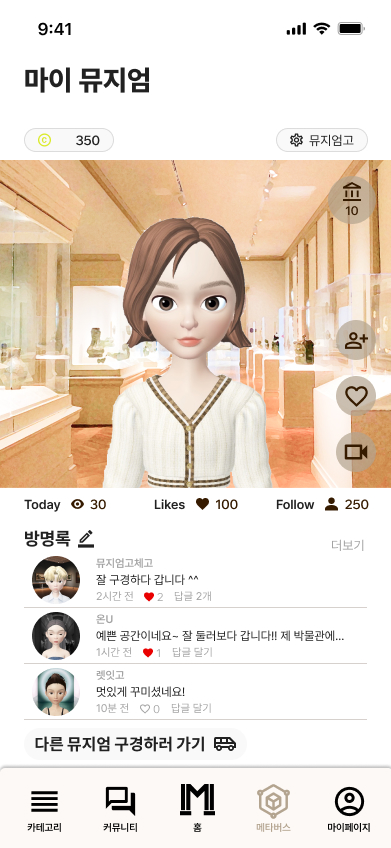 9:41
마이 뮤지엄
350
뮤지엄고
10
Today 30 Likes 100 Follow 250
방명록
더보기
뮤지엄고체고
잘 구경하다 갑니다 ^^
2시간 전 2 답글 2개
온U
예쁜 공간이네요~ 잘 둘러보다 갑니다!! 제 박물관에...
1시간 전 1 답글 달기
렛잇고
멋있게 꾸미셨네요!
10분 전 0 답글 달기
다른 뮤지엄 구경하러 가기
카테고리 커뮤니티 홈 메타버스 마이페이지